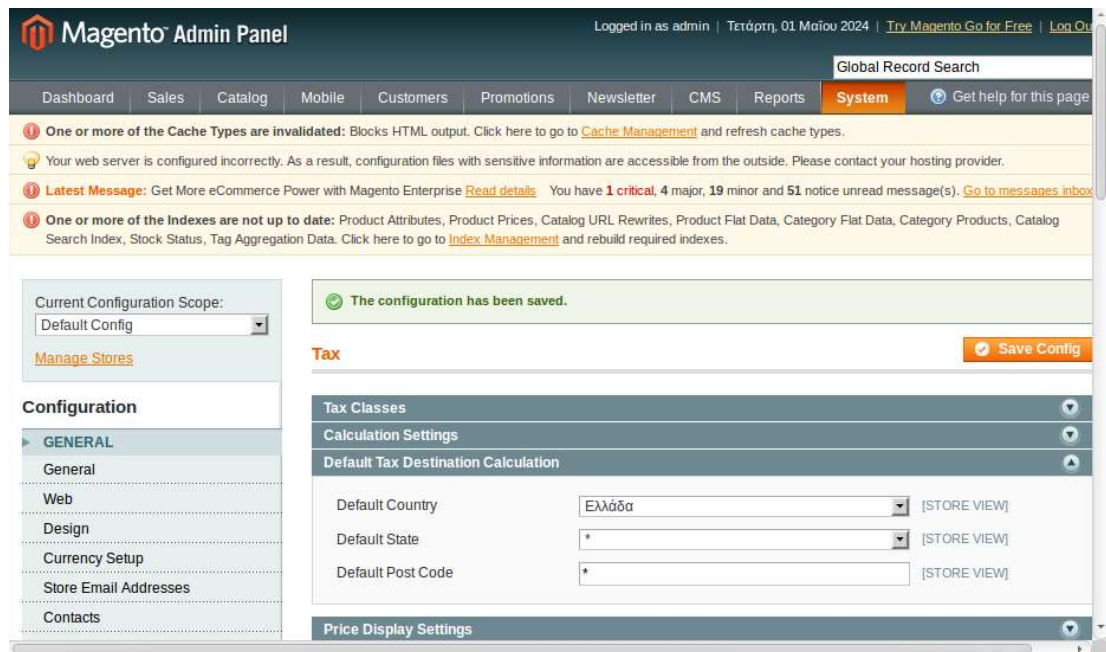 Magento Admin Panel
Logged in as admin | Τετάρτη, 01 Μαΐου 2024 | Try Magento Go for Free | Log Ou
Global Record Search
Dashboard Sales Catalog Mobile Customers Promotions Newsletter CMS Reports System Get help for this page
One or more of the Cache Types are invalidated: Blocks HTML output. Click here to go to Cache Management and refresh cache types.
Your web server is configured incorrectly. As a result, configuration files with sensitive information are accessible from the outside. Please contact your hosting provider.
Latest Message: Get More eCommerce Power with Magento Enterprise Read details You have 1 critical, 4 major, 19 minor and 51 notice unread message(s). Go to messages inbox
One or more of the Indexes are not up to date: Product Attributes, Product Prices, Catalog URL Rewrites, Product Flat Data, Category Flat Data, Category Products, Catalog
Search Index, Stock Status, Tag Aggregation Data. Click here to go to Index Management and rebuild required indexes.
Current Configuration Scope:
Default Config
Manage Stores
Configuration
GENERAL
General
Web
Design
Currency Setup
Store Email Addresses
Contacts
The configuration has been saved.
Tax
Save Config
Tax Classes
Calculation Settings
Default Tax Destination Calculation
Default Country Ελλάδα [STORE VIEW]
Default State * [STORE VIEW]
Default Post Code * [STORE VIEW]
Price Display Settings